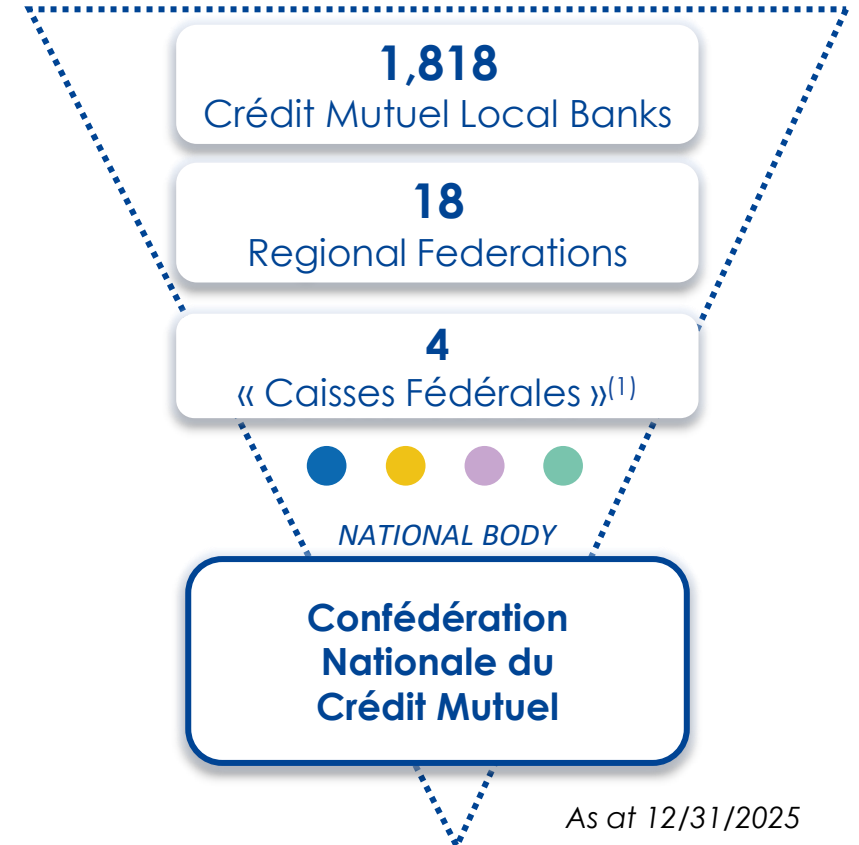 1,818
Crédit Mutuel Local Banks
18
Regional Federations
4
« Caisses Fédérales »(1)
NATIONAL BODY
Confédération
Nationale du
Crédit Mutuel
As at 12/31/2025